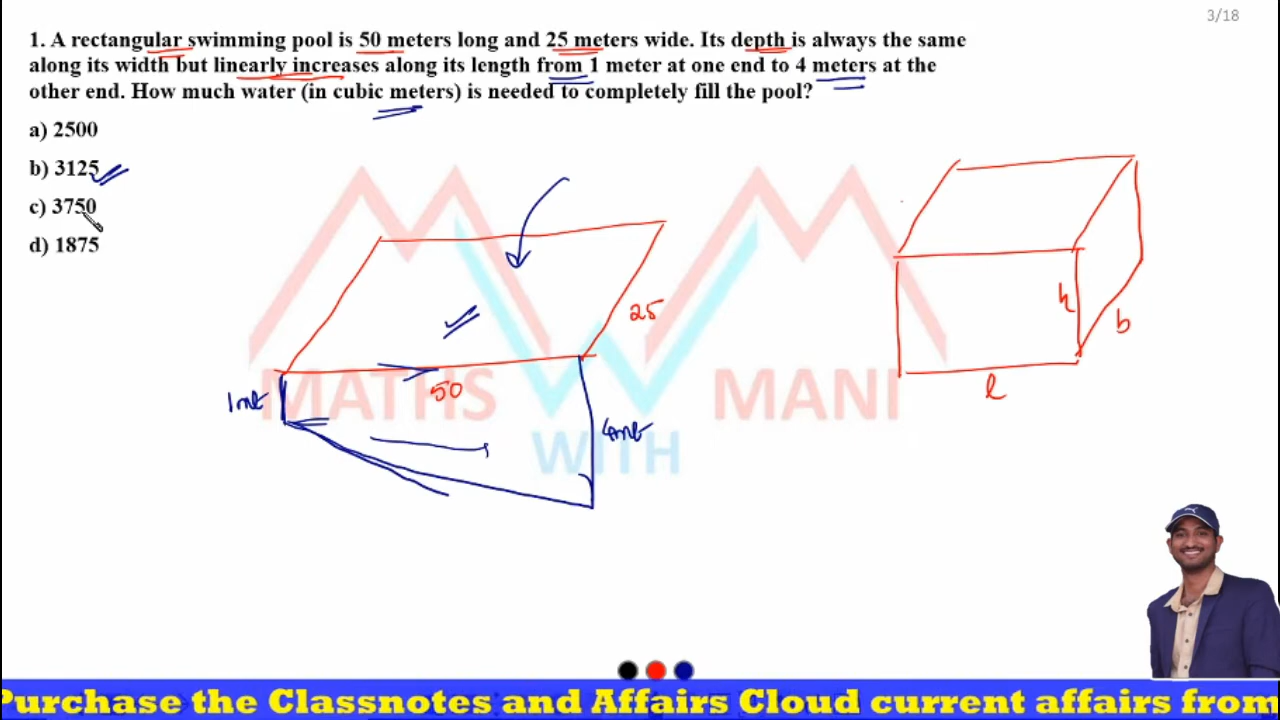 3/18
1. A rectangular swimming pool is 50 meters long and 25 meters wide. Its depth is always the same
along its width but linearly increases along its length from 1 meter at one end to 4 meters at the
other end. How much water (in cubic meters) is needed to completely fill the pool?
a) 2500
b) 3125
c) 3750
d) 1875
25
h
b
50
l
1mt
4mt
MATHS
WITH
MANI
Purchase the Classnotes and Affairs Cloud current affairs from